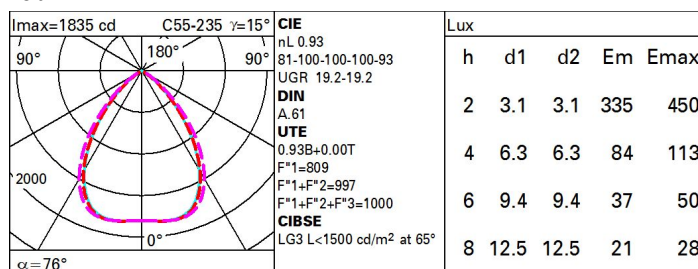 Imax=1835 cd C55-235 γ=15°
90° 180° 90°
2000
0°
α=76°
CIE
nL 0.93
81-100-100-100-93
UGR 19.2-19.2
DIN
A.61
UTE
0.93B+0.00T
F"1=809
F"1+F"2=997
F"1+F"2+F"3=1000
CIBSE
LG3 L<1500 cd/m² at 65°
Lux
h d1 d2 Em Emax
2 3.1 3.1 335 450
4 6.3 6.3 84 113
6 9.4 9.4 37 50
8 12.5 12.5 21 28